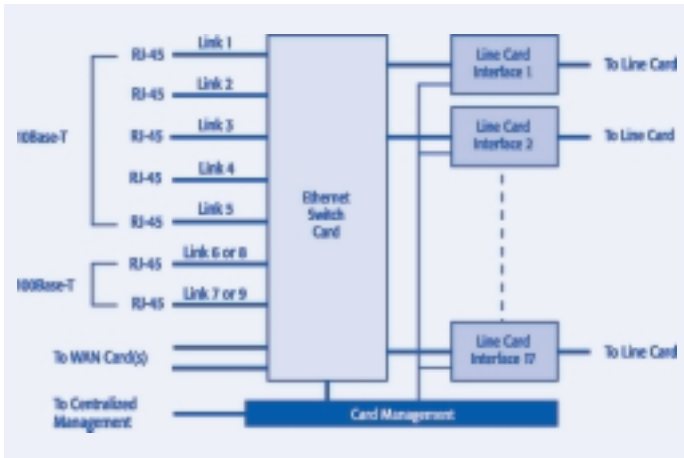 RJ-45 Link 1
RJ-45 Link 2
10Base-T RJ-45 Link 3
RJ-45 Link 4
RJ-45 Link 5
RJ-45 Link 6 or 8
100Base-T
RJ-45 Link 7 or 9
To WAN Card(s)
To Centralized
Management
Ethernet
Switch
Card
Card Management
Line Card
Interface 1
To Line Card
Line Card
Interface 2
To Line Card
Line Card
Interface 17
To Line Card